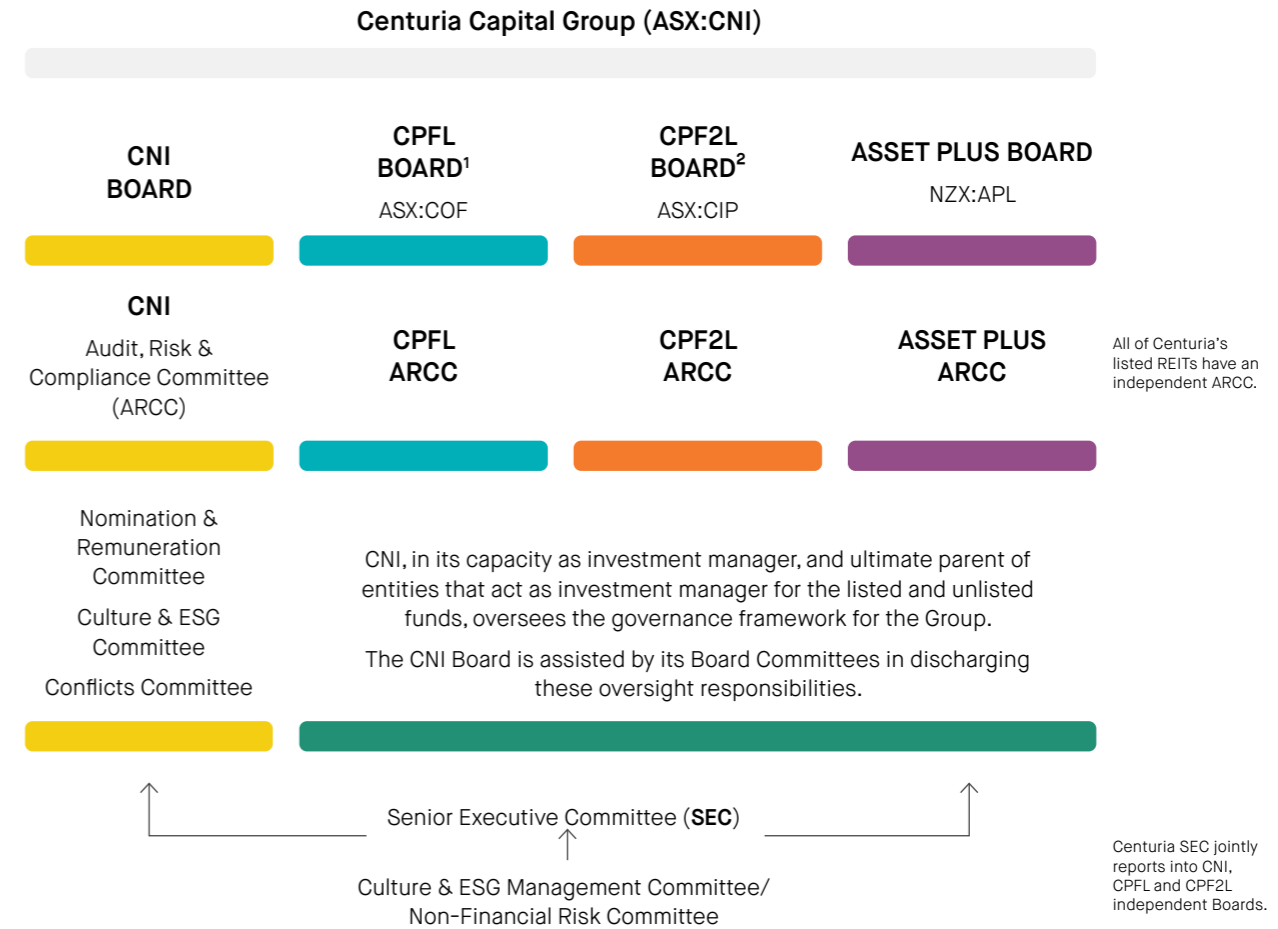 Centuria Capital Group (ASX:CNI)
CNI
BOARD
CPFL
BOARD¹
ASX:COF
CPF2L
BOARD²
ASX:CIP
ASSET PLUS BOARD
NZX:APL
CNI
Audit, Risk &
Compliance Committee
(ARCC)
CPFL
ARCC
CPF2L
ARCC
ASSET PLUS
ARCC
All of Centuria’s
listed REITs have an
independent ARCC.
Nomination &
Remuneration
Committee
Culture & ESG
Committee
Conflicts Committee
CNI, in its capacity as investment manager, and ultimate parent of
entities that act as investment manager for the listed and unlisted
funds, oversees the governance framework for the Group.
The CNI Board is assisted by its Board Committees in discharging
these oversight responsibilities.
Senior Executive Committee (SEC)
Culture & ESG Management Committee/
Non-Financial Risk Committee
Centuria SEC jointly
reports into CNI,
CPFL and CPF2L
independent Boards.